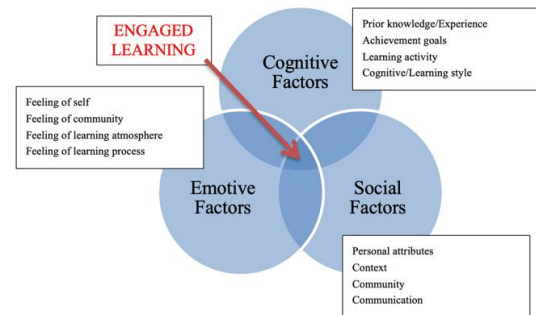 ENGAGED
LEARNING
Prior knowledge/Experience
Achievement goals
Learning activity
Cognitive/Learning style
Cognitive
Factors
Feeling of self
Feeling of community
Feeling of learning atmosphere
Feeling of learning process
Emotive
Factors
Social
Factors
Personal attributes
Context
Community
Communication